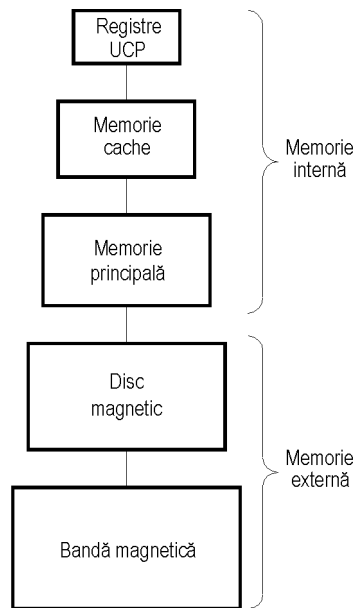 Registre
UCP
Memorie
cache
Memorie
internă
Memorie
principală
Disc
magnetic
Memorie
externă
Bandă magnetică